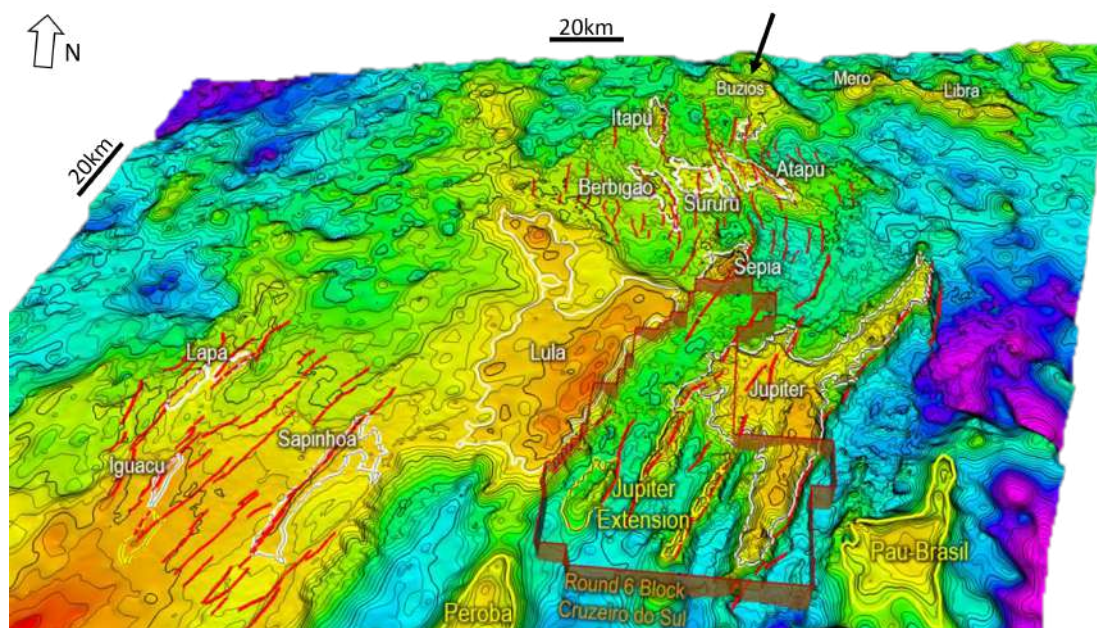 20km
N
Buzios
Mero
Libra
Itapu
20km
Atapu
Berbigao
Sururu
Sepia
Lapa
Lula
Jupiter
Sapinhoa
Iguacu
Jupiter
Extension
Pau-Brasil
Round 6 Block
Cruzeiro do Sul
Peroba